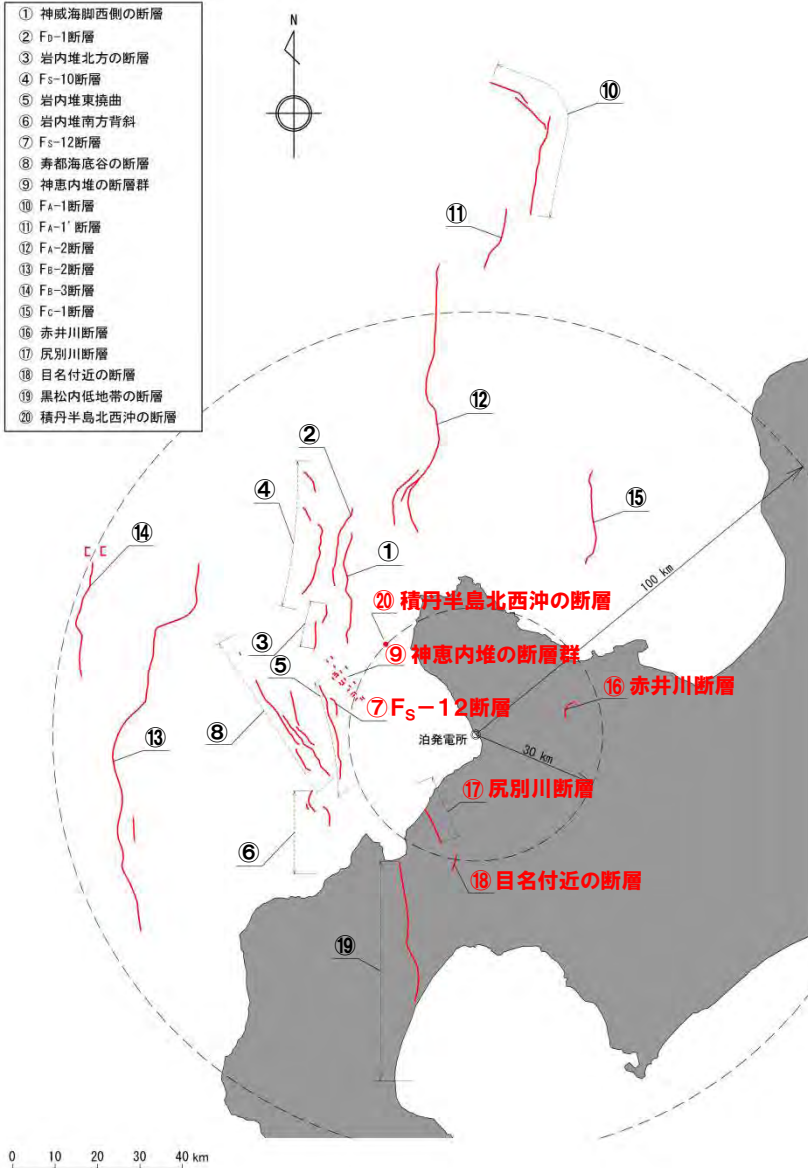 ① 神威海脚西側の断層
② FD-1断層
③ 岩内堆北方の断層
④ FS-10断層
⑤ 岩内堆東撓曲
⑥ 岩内堆南方背斜
⑦ FS-12断層
⑧ 寿都海底谷の断層
⑨ 神恵内堆の断層群
⑩ FA-1断層
⑪ FA-1'断層
⑫ FA-2断層
⑬ FB-2断層
⑭ FB-3断層
⑮ FC-1断層
⑯ 赤井川断層
⑰ 尻別川断層
⑱ 目名付近の断層
⑲ 黒松内低地帯の断層
⑳ 積丹半島北西沖の断層
N
⑩
⑪
⑫
②
④
⑮
⑭
①
100 km
⑳ 積丹半島北西沖の断層
③
⑨ 神恵内堆の断層群
⑤
⑯ 赤井川断層
⑦ FS-12断層
⑧
⑬
泊発電所
30 km
⑰ 尻別川断層
⑥
⑱ 目名付近の断層
⑲
0 10 20 30 40 km